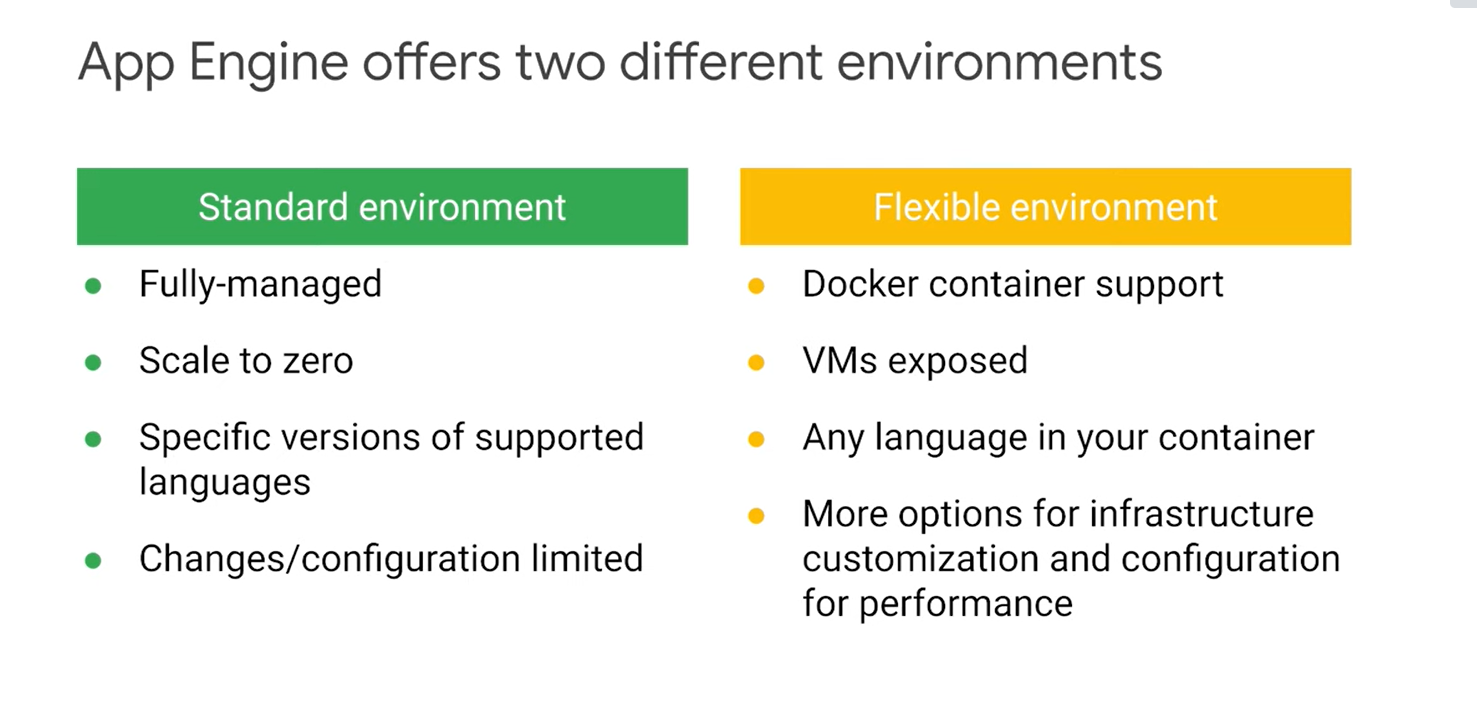 App Engine offers two different environments
Standard environment
Fully-managed
Scale to zero
Specific versions of supported
languages
Changes/configuration limited
Flexible environment
Docker container support
VMs exposed
Any language in your container
More options for infrastructure
customization and configuration
for performance